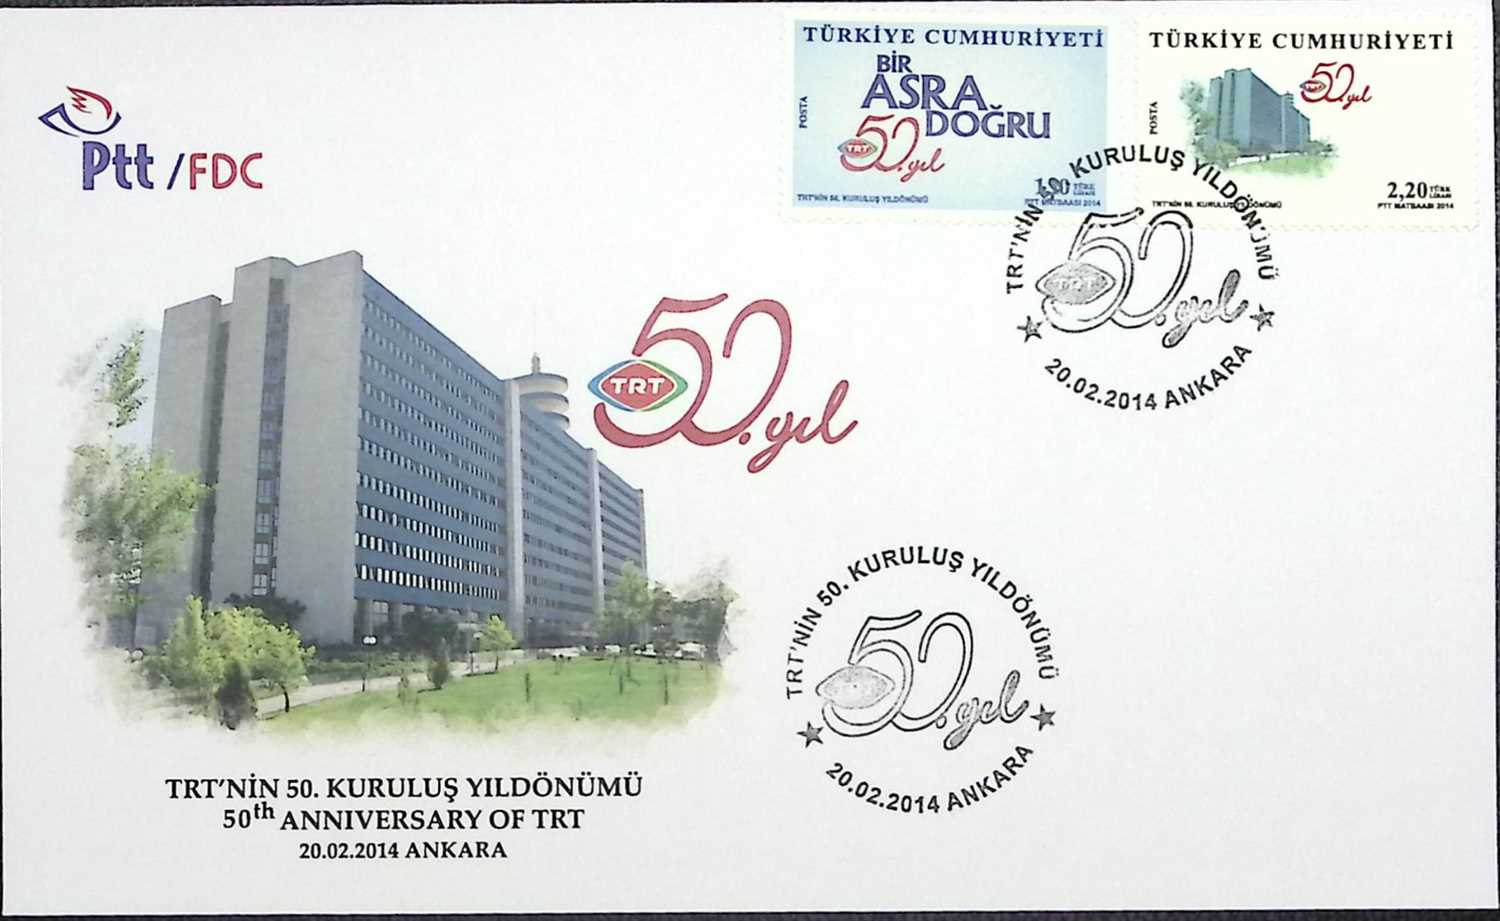 Ptt /FDC
TÜRKİYE CUMHURİYETİ
BİR
ASRA
DOĞRU
POSTA
TRT
50.yıl
TRT'NİN 50. KURULUŞ YILDÖNÜMÜ
TÜRK
LİRASI
PTT MATBAASI 2014
TÜRKİYE CUMHURİYETİ
50.yıl
POSTA
2,20 TÜRK
LİRASI
TRT'NİN 50. KURULUŞ YILDÖNÜMÜ
PTT MATBAASI 2014
TRT'NİN 50. KURULUŞ YILDÖNÜMÜ
TRT
50.yıl
20.02.2014 ANKARA
TRT
50.yıl
TRT'NİN 50. KURULUŞ YILDÖNÜMÜ
50.yıl
20.02.2014 ANKARA
TRT'NİN 50. KURULUŞ YILDÖNÜMÜ
50th ANNIVERSARY OF TRT
20.02.2014 ANKARA